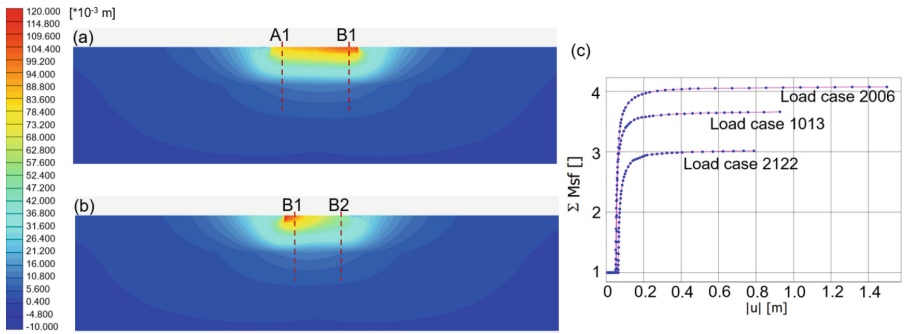 120.000 [*10⁻³ m]
114.800
109.600
104.400
99.200
94.000
88.800
83.600
78.400
73.200
68.000
62.800
57.600
52.400
47.200
42.000
36.800
31.600
26.400
21.200
16.000
10.800
5.600
0.400
-4.800
-10.000
(a)
A1 B1
(b)
B1 B2
(c)
Σ Msf []
4
3
2
1
Load case 2006
Load case 1013
Load case 2122
0 0.2 0.4 0.6 0.8 1.0 1.2 1.4
|u| [m]